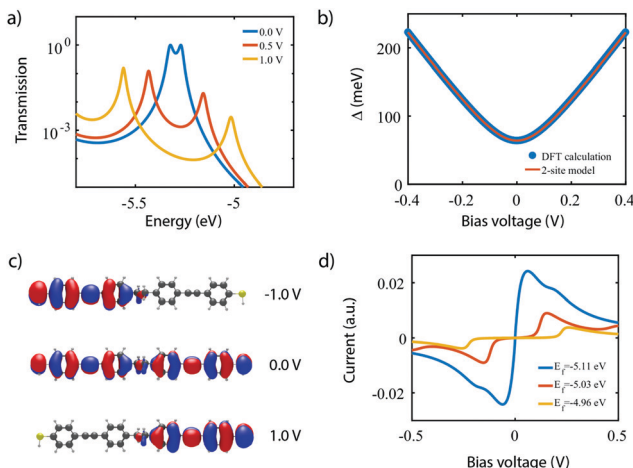 a)
Transmission
10^0
10^-3
0.0 V
0.5 V
1.0 V
-5.5
-5
Energy (eV)
b)
Δ (meV)
200
100
0
DFT calculation
2-site model
-0.4
-0.2
0
0.2
0.4
Bias voltage (V)
c)
-1.0 V
0.0 V
1.0 V
d)
Current (a.u.)
0.02
0
-0.02
E_f=-5.11 eV
E_f=-5.03 eV
E_f=-4.96 eV
-0.5
0
0.5
Bias voltage (V)